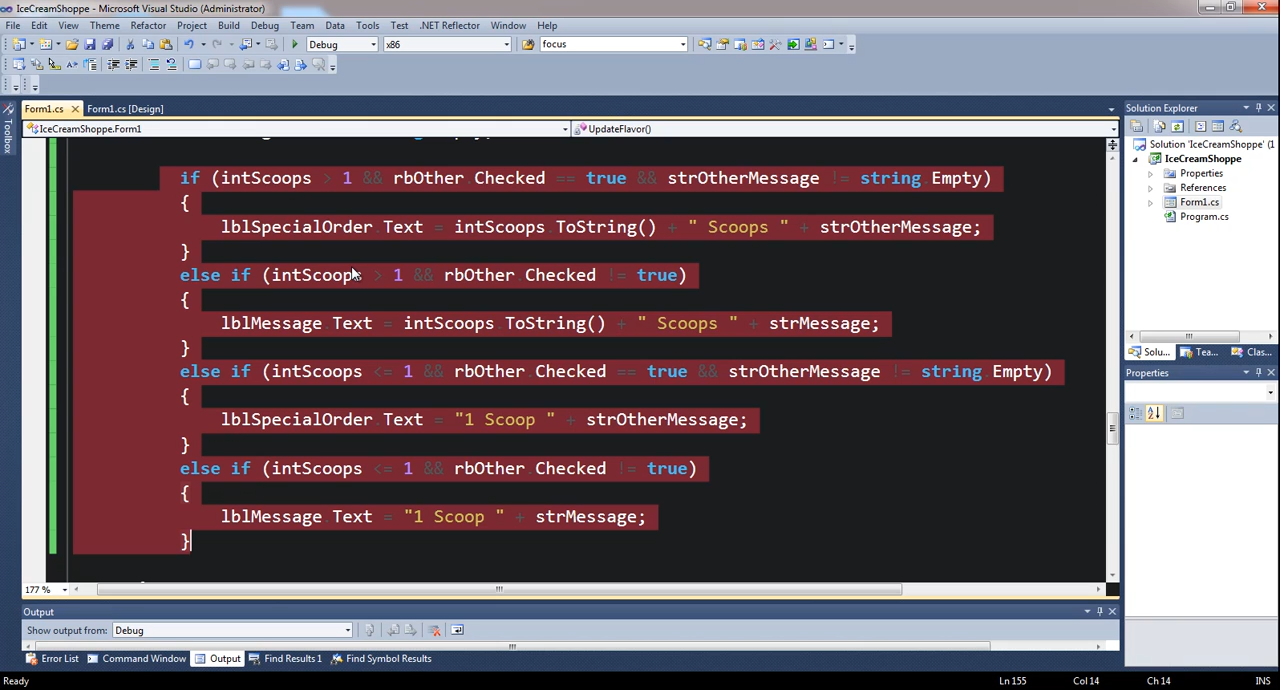 IceCreamShoppe - Microsoft Visual Studio (Administrator)
File Edit View Theme Refactor Project Build Debug Team Data Tools Test .NET Reflector Window Help
Debug x86 focus
Form1.cs Form1.cs [Design]
IceCreamShoppe.Form1 UpdateFlavor()
if (intScoops > 1 && rbOther.Checked == true && strOtherMessage != string.Empty)
{
lblSpecialOrder.Text = intScoops.ToString() + " Scoops " + strOtherMessage;
}
else if (intScoops > 1 && rbOther.Checked != true)
{
lblMessage.Text = intScoops.ToString() + " Scoops " + strMessage;
}
else if (intScoops <= 1 && rbOther.Checked == true && strOtherMessage != string.Empty)
{
lblSpecialOrder.Text = "1 Scoop " + strOtherMessage;
}
else if (intScoops <= 1 && rbOther.Checked != true)
{
lblMessage.Text = "1 Scoop " + strMessage;
}
177 %
Solution Explorer
Solution 'IceCreamShoppe' (1
IceCreamShoppe
Properties
References
Form1.cs
Program.cs
Solu... Tea... Clas...
Properties
Output
Show output from: Debug
Error List Command Window Output Find Results 1 Find Symbol Results
Ready Ln 155 Col 14 Ch 14 INS
Toolbox